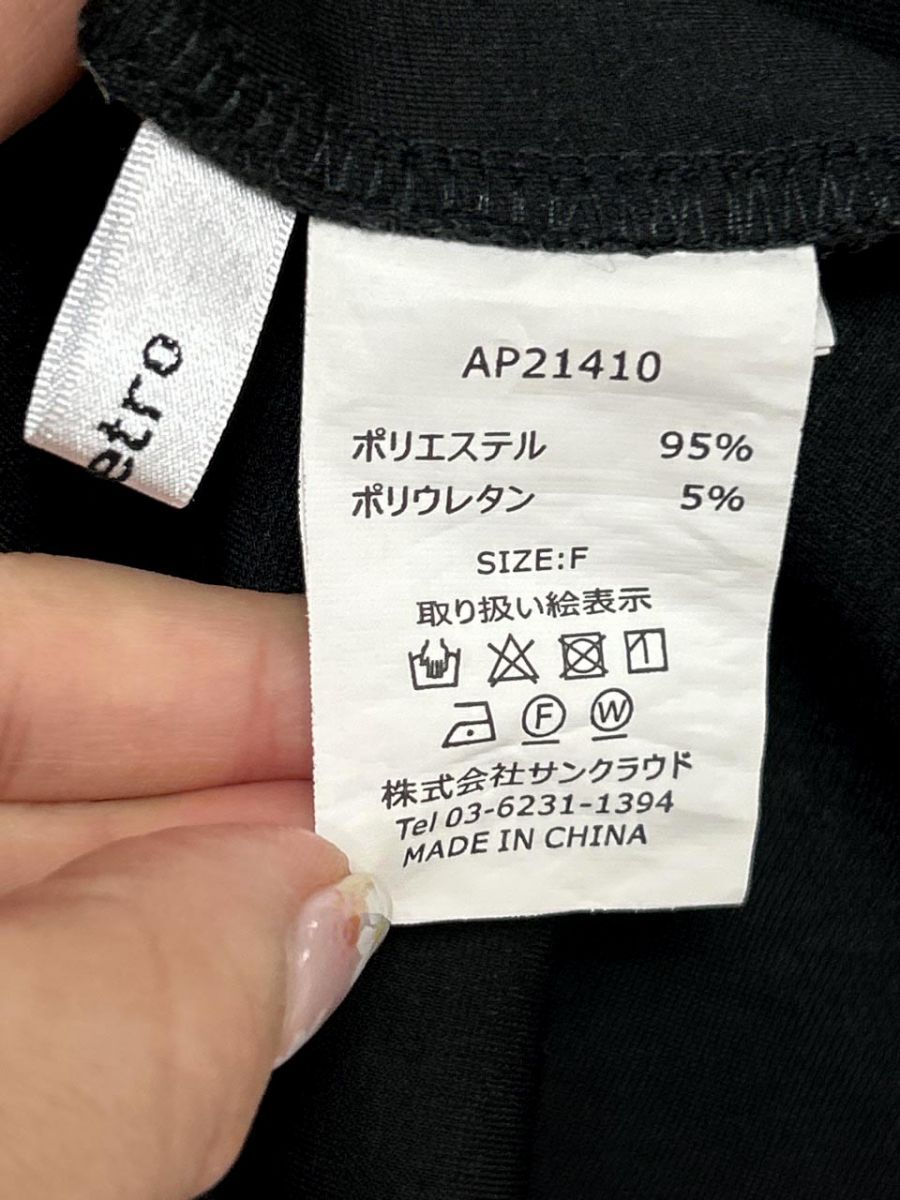 etro
AP21410
ポリエステル 95%
ポリウレタン 5%
SIZE:F
取り扱い絵表示
F W
株式会社サンクラウド
Tel 03-6231-1394
MADE IN CHINA